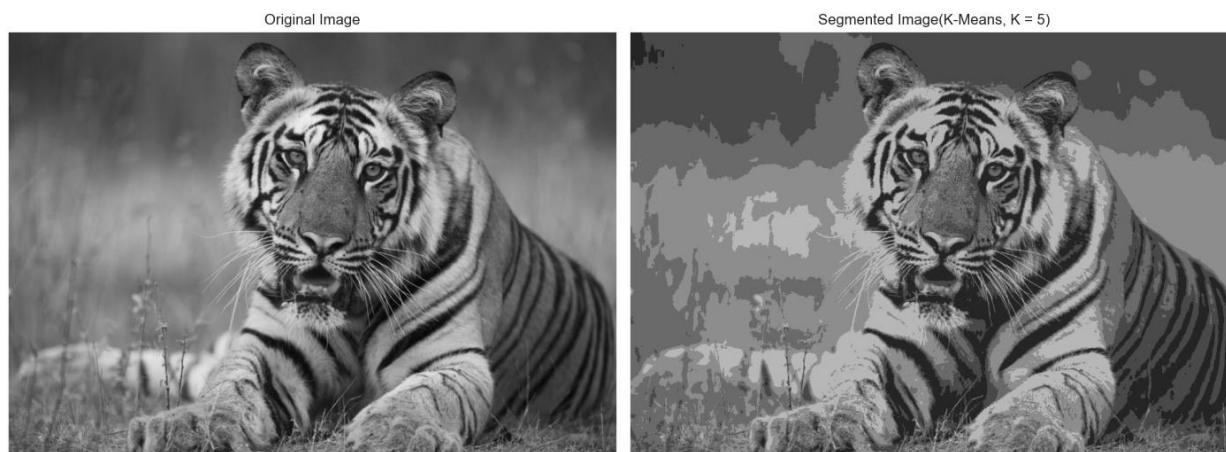 Original Image
Segmented Image(K-Means, K = 5)